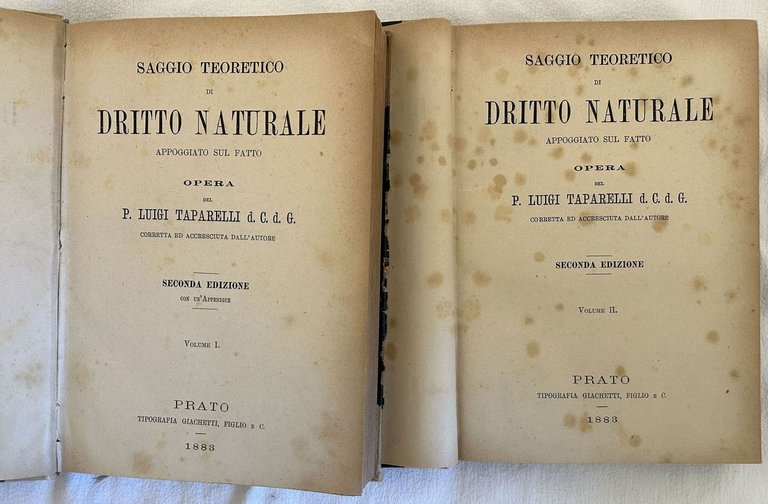 SAGGIO TEORETICO
DI
DRITTO NATURALE
APPOGGIATO SUL FATTO
OPERA
DEL
P. LUIGI TAPARELLI d. C. d. G.
CORRETTA ED ACCRESCIUTA DALL'AUTORE
SECONDA EDIZIONE
CON UN'APPENDICE
VOLUME I.
PRATO
TIPOGRAFIA GIACHETTI, FIGLIO E C.
1883
SAGGIO TEORETICO
DI
DRITTO NATURALE
APPOGGIATO SUL FATTO
OPERA
DEL
P. LUIGI TAPARELLI d. C. d. G.
CORRETTA ED ACCRESCIUTA DALL'AUTORE
SECONDA EDIZIONE
VOLUME II.
PRATO
TIPOGRAFIA GIACHETTI, FIGLIO E C.
1883